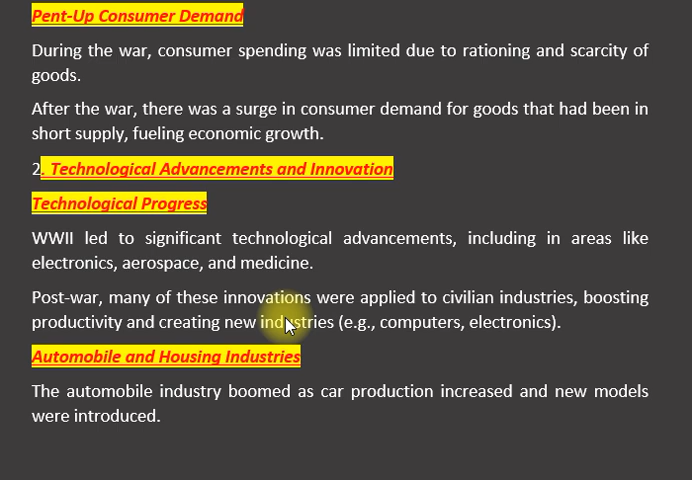 Pent-Up Consumer Demand
During the war, consumer spending was limited due to rationing and scarcity of
goods.
After the war, there was a surge in consumer demand for goods that had been in
short supply, fueling economic growth.
2. Technological Advancements and Innovation
Technological Progress
WWII led to significant technological advancements, including in areas like
electronics, aerospace, and medicine.
Post-war, many of these innovations were applied to civilian industries, boosting
productivity and creating new industries (e.g., computers, electronics).
Automobile and Housing Industries
The automobile industry boomed as car production increased and new models
were introduced.